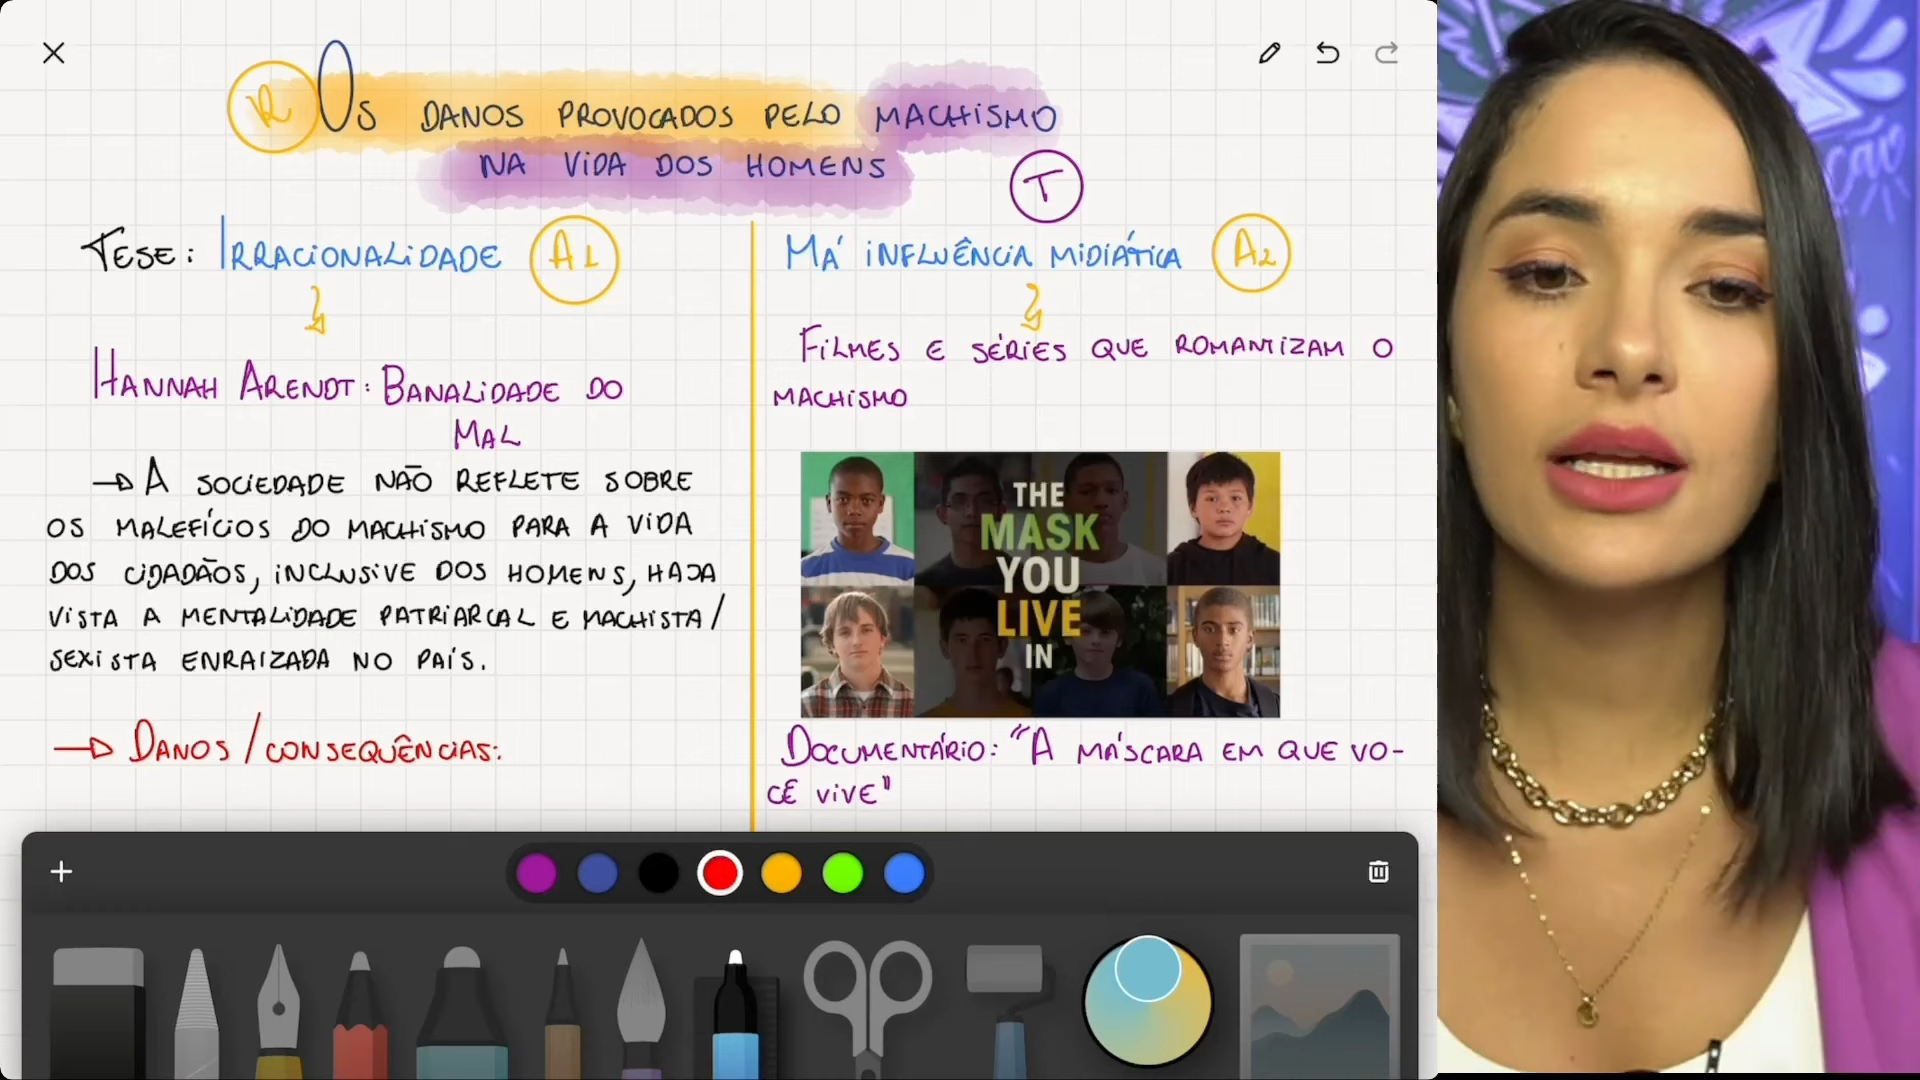 R
Os DANOS PROVOCADOS PELO MACHISMO
NA VIDA DOS HOMENS
T
TESE: IRRACIONALIDADE A1
HANNAH ARENDT: BANALIDADE DO
MAL
→ A SOCIEDADE NÃO REFLETE SOBRE
OS MALEFÍCIOS DO MACHISMO PARA A VIDA
DOS CIDADÃOS, INCLUSIVE DOS HOMENS, HAJA
VISTA A MENTALIDADE PATRIARCAL E MACHISTA/
SEXISTA ENRAIZADA NO PAÍS.
→ DANOS/CONSEQUÊNCIAS:
MÁ INFLUÊNCIA MIDIÁTICA A2
FILMES E SÉRIES QUE ROMANTIZAM O
MACHISMO
THE
MASK
YOU
LIVE
IN
DOCUMENTÁRIO: "A MÁSCARA EM QUE VO-
CÊ VIVE"